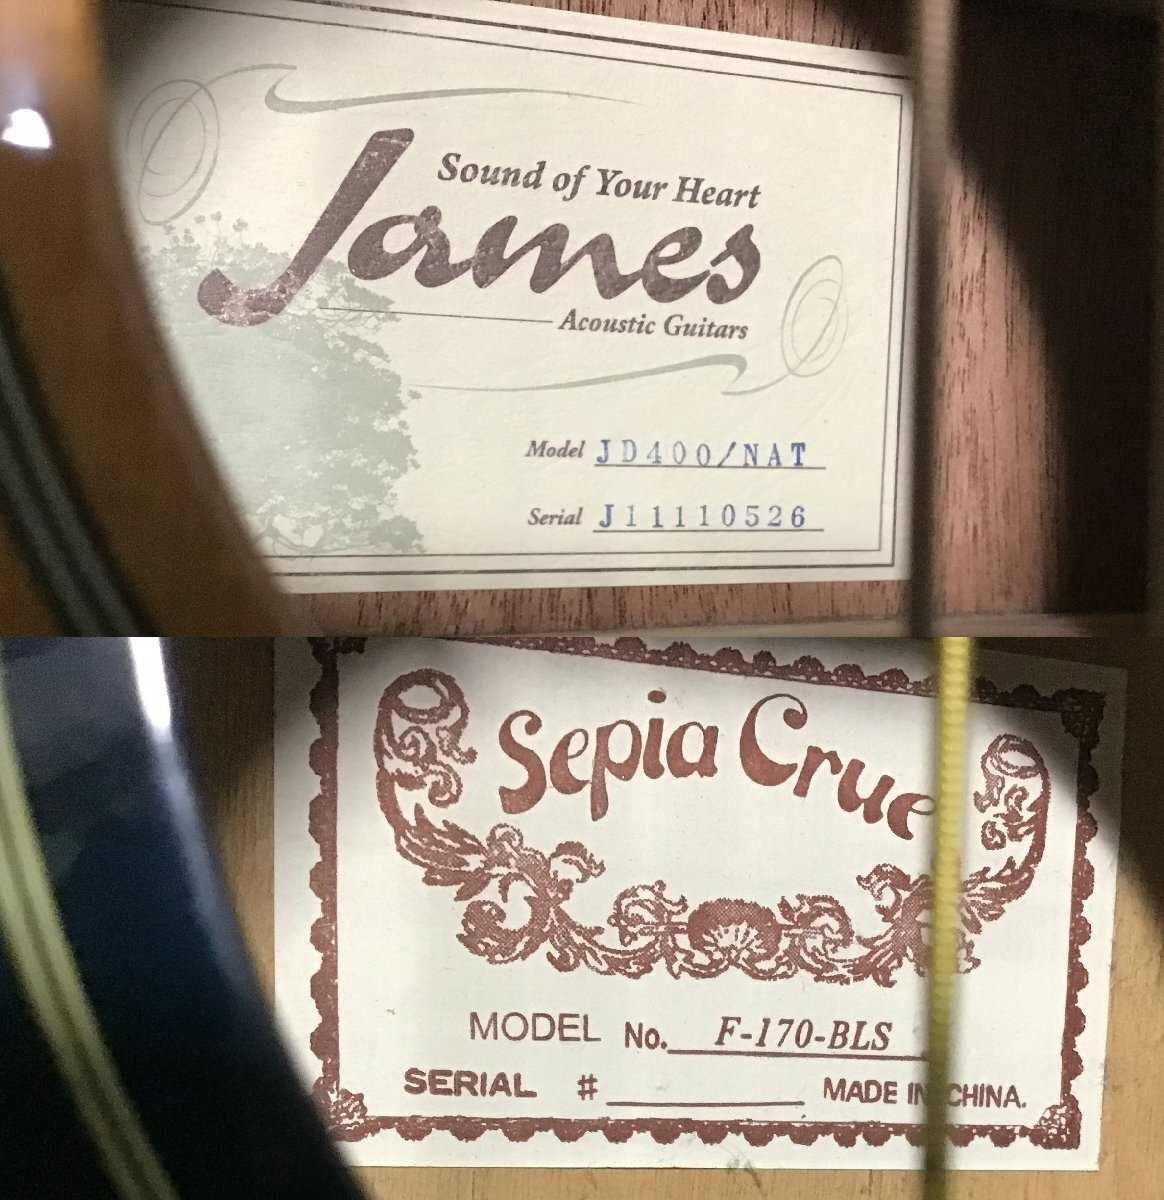 Sound of Your Heart
James
Acoustic Guitars
Model JD400/NAT
Serial J11110526
Sepia Crue
MODEL No. F-170-BLS
SERIAL # MADE IN CHINA.